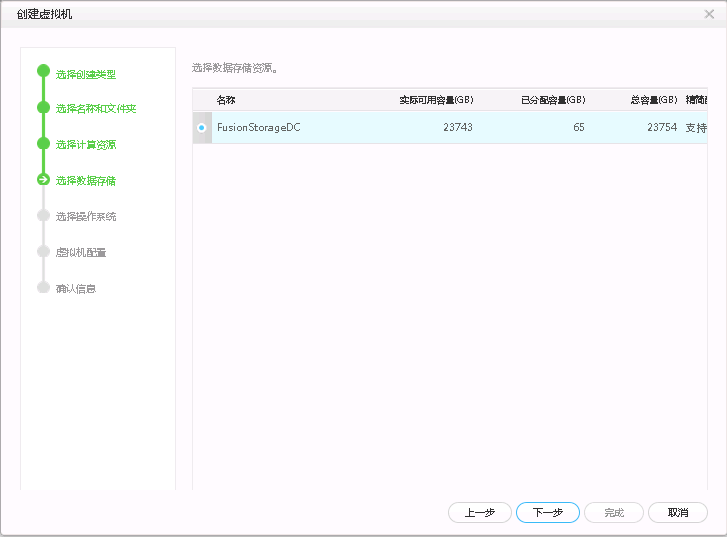 创建虚拟机
选择创建类型
选择名称和文件夹
选择计算资源
选择数据存储
选择操作系统
虚拟机配置
确认信息
选择数据存储资源。
名称 实际可用容量(GB) 已分配容量(GB) 总容量(GB) 精简
FusionStorageDC 23743 65 23754 支持
上一步 下一步 完成 取消